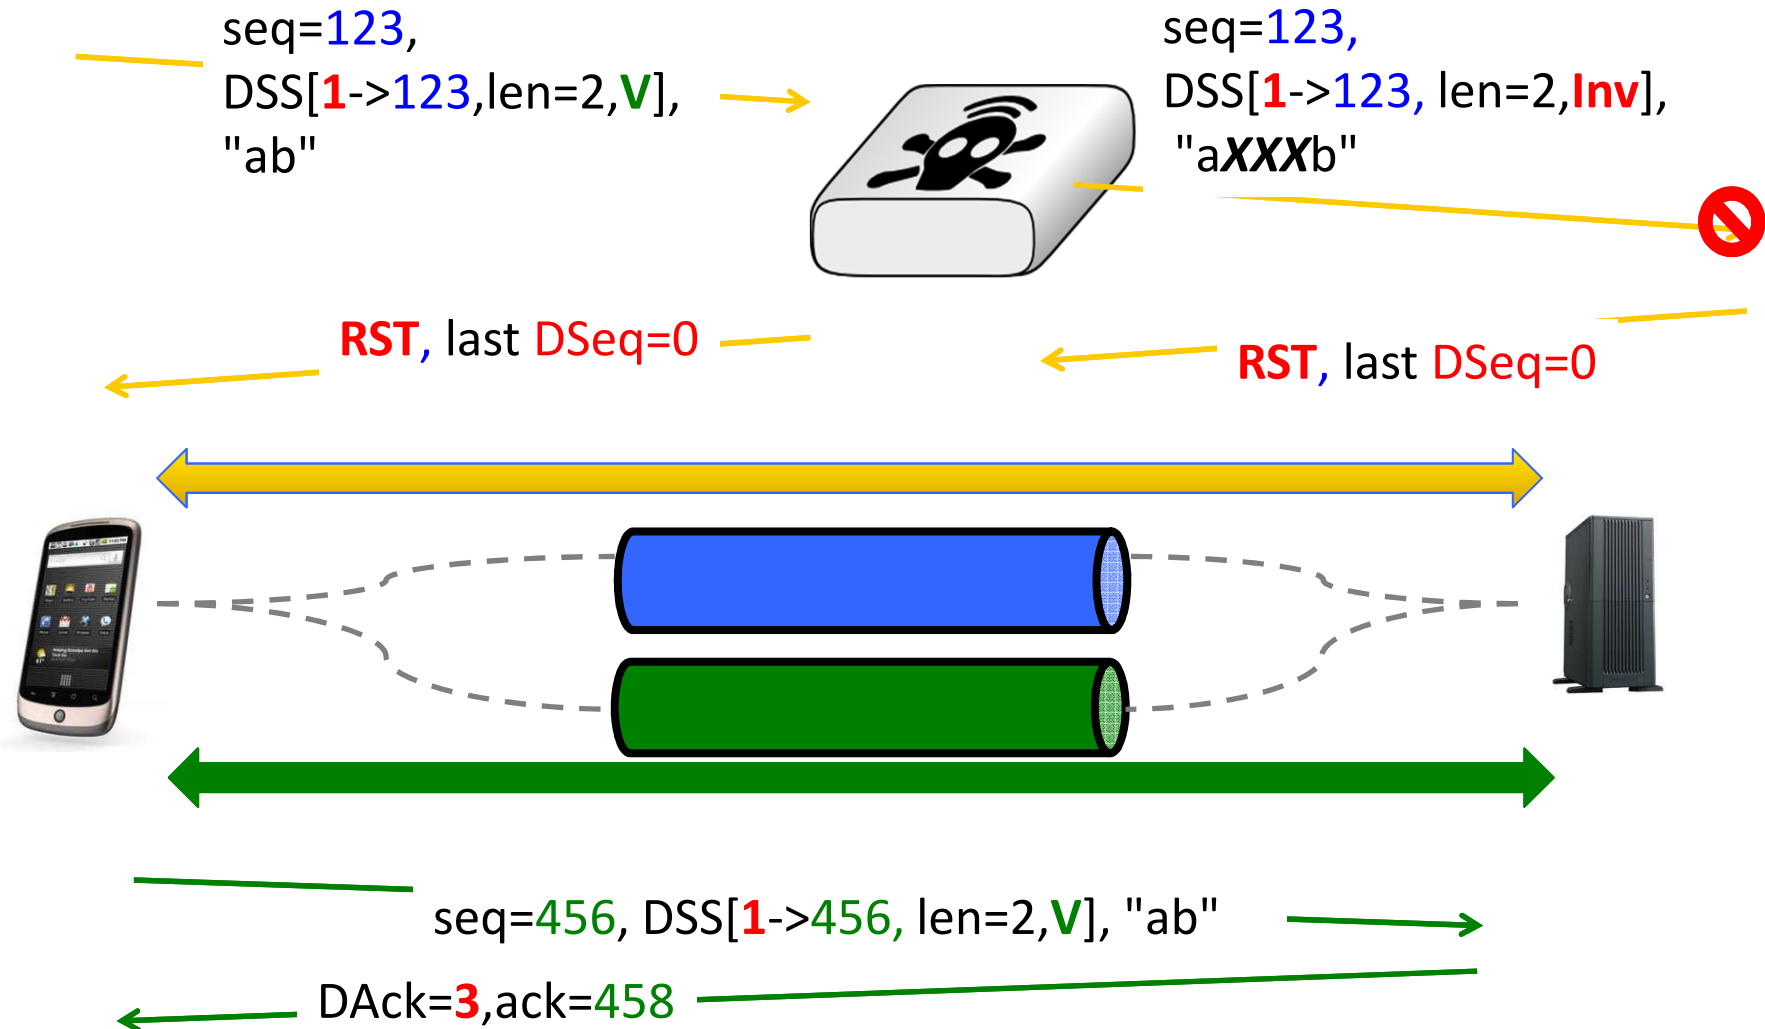 seq=123,
DSS[1->123,len=2,V],
"ab"
seq=123,
DSS[1->123, len=2,Inv],
"aXXXb"
RST, last DSeq=0
RST, last DSeq=0
seq=456, DSS[1->456, len=2,V], "ab"
DAck=3,ack=458